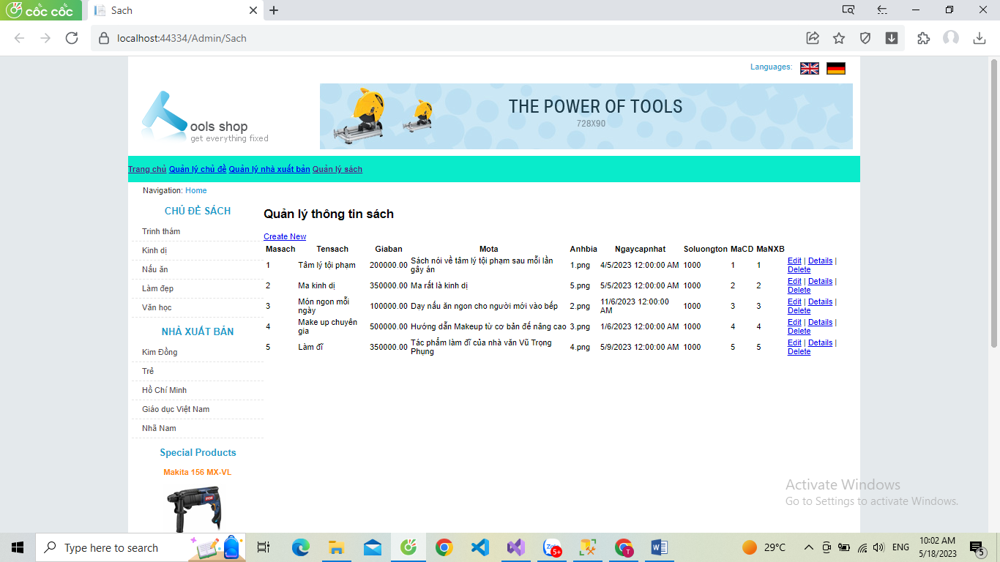 cốc cốc
Sach
localhost:44334/Admin/Sach
Languages:
ools shop
get everything fixed
THE POWER OF TOOLS
728X90
Trang chủ Quản lý chủ đề Quản lý nhà xuất bản Quản lý sách
Navigation: Home
CHỦ ĐỀ SÁCH
Trinh thám
Kinh dị
Nấu ăn
Làm đẹp
Văn học
NHÀ XUẤT BẢN
Kim Đồng
Trẻ
Hồ Chí Minh
Giáo dục Việt Nam
Nhã Nam
Special Products
Makita 156 MX-VL
Quản lý thông tin sách
Create New
Masach Tensach Giaban Mota Anhbia Ngaycapnhat Soluongton MaCD MaNXB
1 Tâm lý tội phạm 200000.00 Sách nói về tâm lý tội phạm sau mỗi lần 1.png 4/5/2023 12:00:00 AM 1000 1 1 Edit | Details |
gây án Delete
2 Ma kinh dị 350000.00 Ma rất là kinh dị 5.png 5/5/2023 12:00:00 AM 1000 2 2 Edit | Details |
Delete
3 Món ngon mỗi 100000.00 Dạy nấu ăn ngon cho người mới vào bếp 2.png 11/6/2023 12:00:00 1000 3 3 Edit | Details |
ngày AM Delete
4 Make up chuyên 500000.00 Hướng dẫn Makeup từ cơ bản đế nâng cao 3.png 1/6/2023 12:00:00 AM 1000 4 4 Edit | Details |
gia Delete
5 Làm đĩ 350000.00 Tác phẩm làm đĩ của nhà văn Vũ Trọng 4.png 5/9/2023 12:00:00 AM 1000 5 5 Edit | Details |
Phụng Delete
Activate Windows
Go to Settings to activate Windows.
Type here to search
Zalo
5+
T
29°C
ENG
10:02 AM
5/18/2023
5